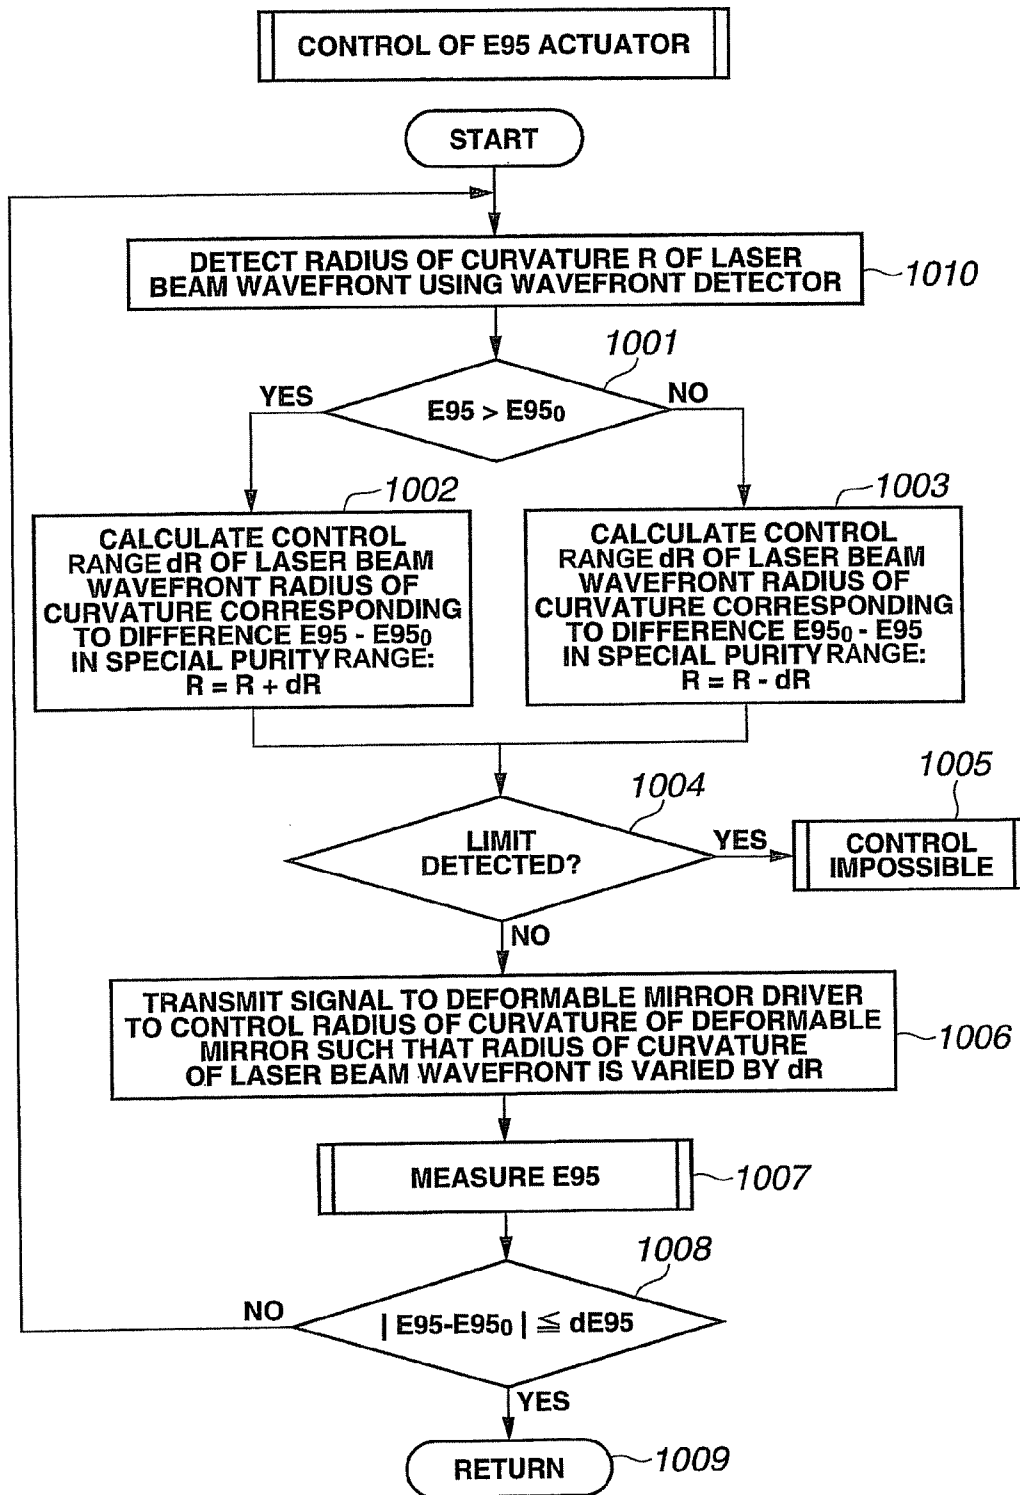 CONTROL OF E95 ACTUATOR
START
DETECT RADIUS OF CURVATURE R OF LASER
BEAM WAVEFRONT USING WAVEFRONT DETECTOR
1010
1001
YES
E95 > E95₀
NO
1002
CALCULATE CONTROL
RANGE dR OF LASER BEAM
WAVEFRONT RADIUS OF
CURVATURE CORRESPONDING
TO DIFFERENCE E95 - E95₀
IN SPECIAL PURITY RANGE:
R = R + dR
1003
CALCULATE CONTROL
RANGE dR OF LASER BEAM
WAVEFRONT RADIUS OF
CURVATURE CORRESPONDING
TO DIFFERENCE E95₀ - E95
IN SPECIAL PURITY RANGE:
R = R - dR
1004
LIMIT
DETECTED?
YES
1005
CONTROL
IMPOSSIBLE
NO
TRANSMIT SIGNAL TO DEFORMABLE MIRROR DRIVER
TO CONTROL RADIUS OF CURVATURE OF DEFORMABLE
MIRROR SUCH THAT RADIUS OF CURVATURE
OF LASER BEAM WAVEFRONT IS VARIED BY dR
1006
MEASURE E95
1007
1008
NO
| E95-E95₀ | ≦ dE95
YES
RETURN
1009